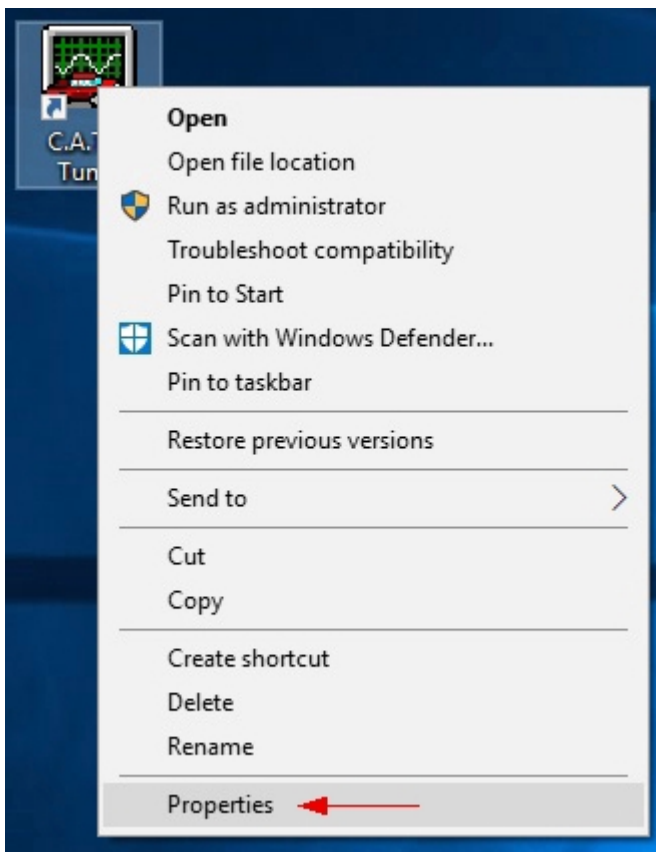 C.A.
Tun
Open
Open file location
Run as administrator
Troubleshoot compatibility
Pin to Start
Scan with Windows Defender...
Pin to taskbar
Restore previous versions
Send to
Cut
Copy
Create shortcut
Delete
Rename
Properties